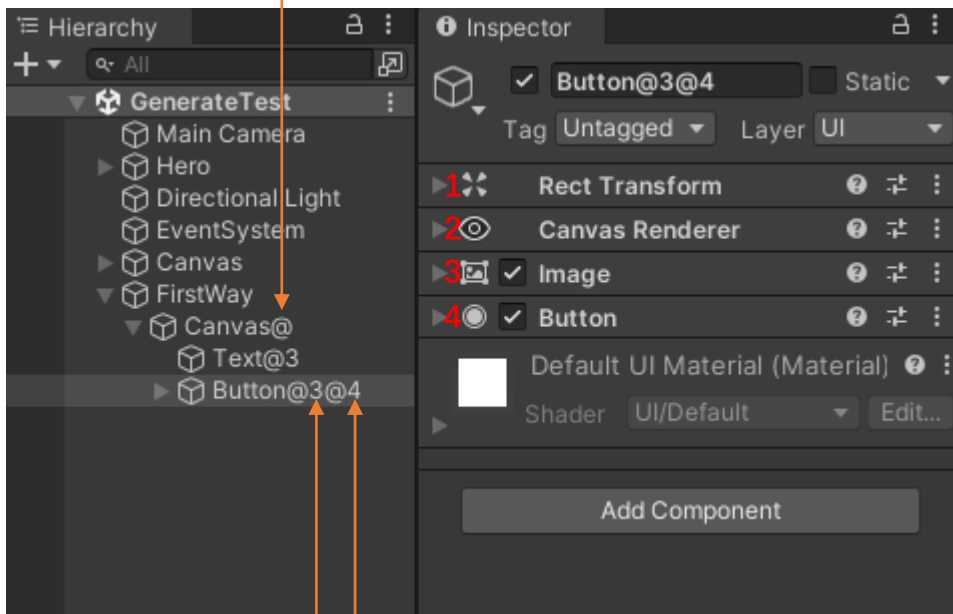 Hierarchy
All
GenerateTest
Main Camera
Hero
Directional Light
EventSystem
Canvas
FirstWay
Canvas@
Text@3
Button@3@4
Inspector
Button@3@4
Static
Tag Untagged Layer UI
1 Rect Transform
2 Canvas Renderer
3 Image
4 Button
Default UI Material (Material)
Shader UI/Default Edit...
Add Component